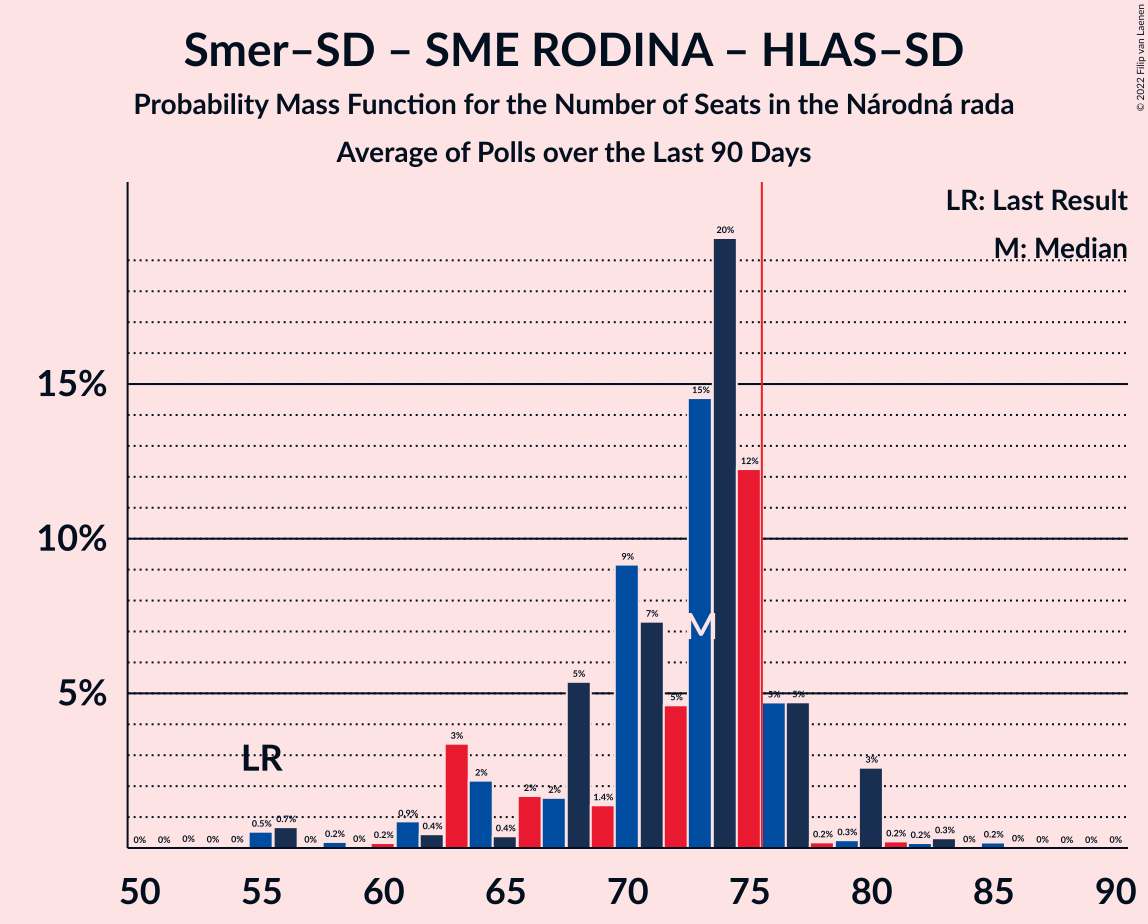 Smer–SD – SME RODINA – HLAS–SD
Probability Mass Function for the Number of Seats in the Národná rada
Average of Polls over the Last 90 Days
© 2022 Filip van Laenen
LR: Last Result
M: Median
15%
10%
5%
LR
M
0% 0% 0% 0% 0% 0.5% 0.7% 0% 0.2% 0% 0.2% 0.9% 0.4% 3% 2% 0.4% 2% 2% 5% 1.4% 9% 7% 5% 15% 20% 12% 5% 5% 0.2% 0.3% 3% 0.2% 0.2% 0.3% 0% 0.2% 0% 0% 0% 0% 0%
50 55 60 65 70 75 80 85 90